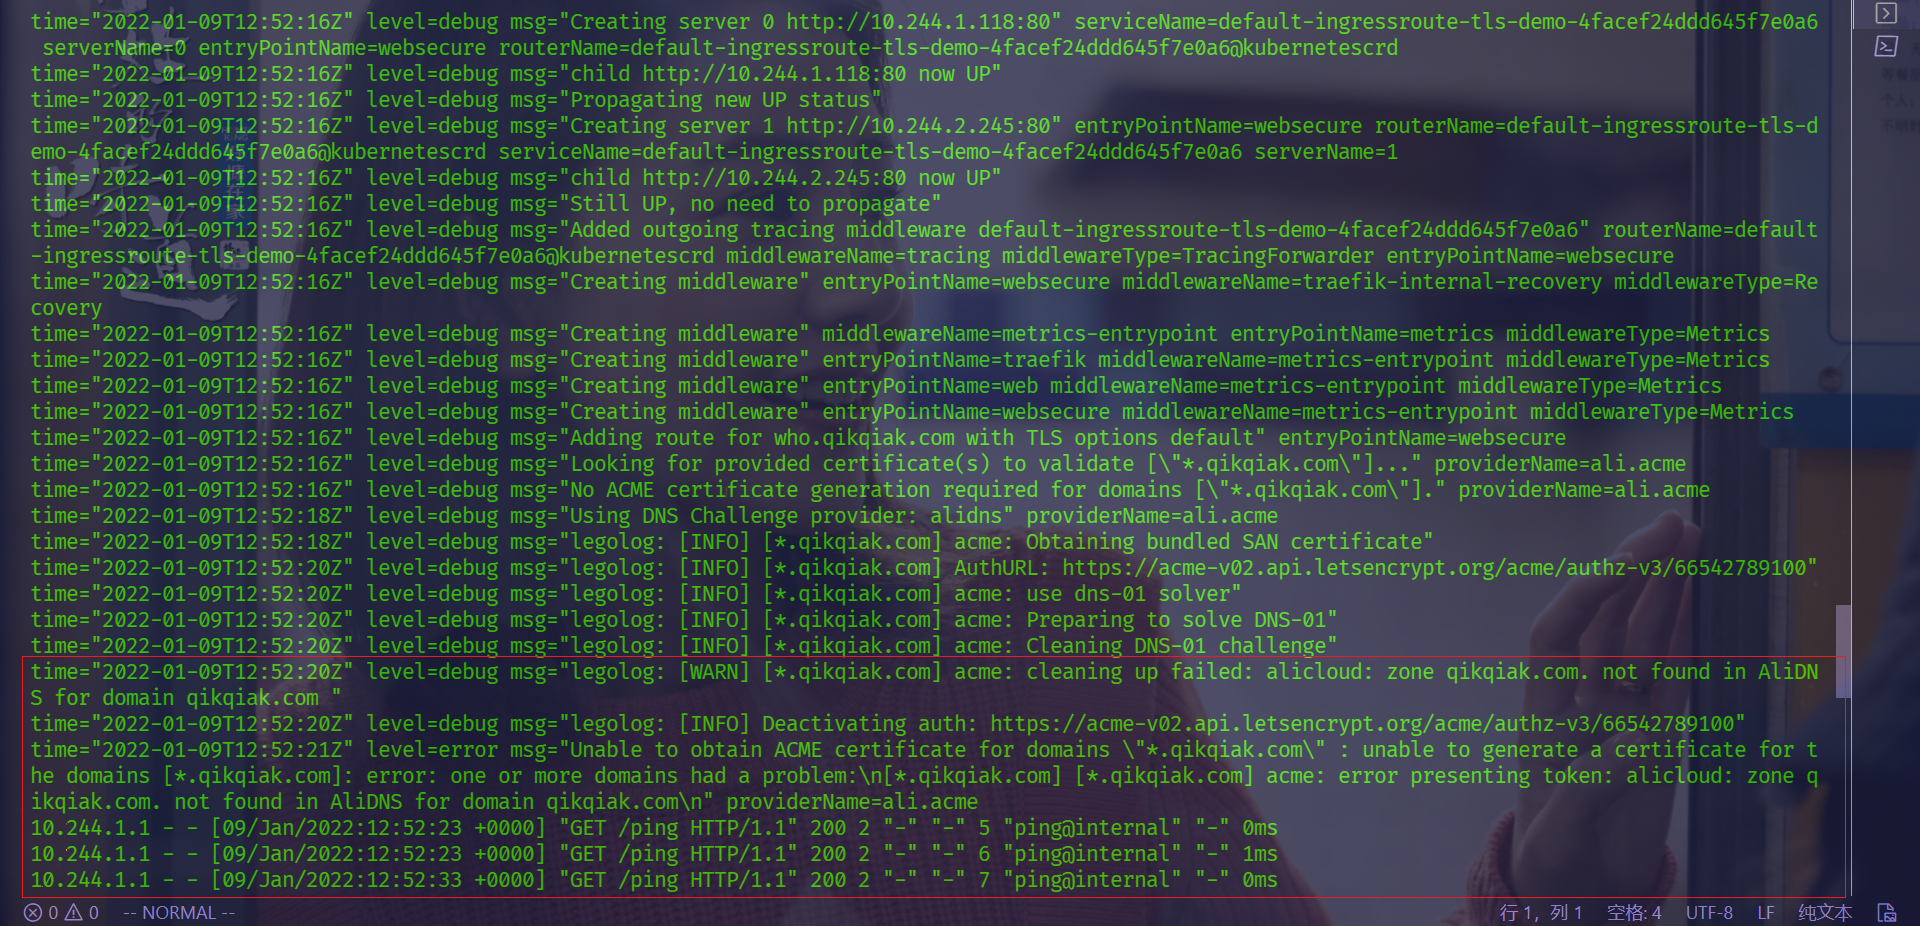 time="2022-01-09T12:52:16Z" level=debug msg="Creating server 0 http://10.244.1.118:80" serviceName=default-ingressroute-tls-demo-4facef24ddd645f7e0a6
serverName=0 entryPointName=websecure routerName=default-ingressroute-tls-demo-4facef24ddd645f7e0a6@kubernetescrd
time="2022-01-09T12:52:16Z" level=debug msg="child http://10.244.1.118:80 now UP"
time="2022-01-09T12:52:16Z" level=debug msg="Propagating new UP status"
time="2022-01-09T12:52:16Z" level=debug msg="Creating server 1 http://10.244.2.245:80" entryPointName=websecure routerName=default-ingressroute-tls-d
emo-4facef24ddd645f7e0a6@kubernetescrd serviceName=default-ingressroute-tls-demo-4facef24ddd645f7e0a6 serverName=1
time="2022-01-09T12:52:16Z" level=debug msg="child http://10.244.2.245:80 now UP"
time="2022-01-09T12:52:16Z" level=debug msg="Still UP, no need to propagate"
time="2022-01-09T12:52:16Z" level=debug msg="Added outgoing tracing middleware default-ingressroute-tls-demo-4facef24ddd645f7e0a6" routerName=default
-ingressroute-tls-demo-4facef24ddd645f7e0a6@kubernetescrd middlewareName=tracing middlewareType=TracingForwarder entryPointName=websecure
time="2022-01-09T12:52:16Z" level=debug msg="Creating middleware" entryPointName=websecure middlewareName=traefik-internal-recovery middlewareType=Re
covery
time="2022-01-09T12:52:16Z" level=debug msg="Creating middleware" middlewareName=metrics-entrypoint entryPointName=metrics middlewareType=Metrics
time="2022-01-09T12:52:16Z" level=debug msg="Creating middleware" entryPointName=traefik middlewareName=metrics-entrypoint middlewareType=Metrics
time="2022-01-09T12:52:16Z" level=debug msg="Creating middleware" entryPointName=web middlewareName=metrics-entrypoint middlewareType=Metrics
time="2022-01-09T12:52:16Z" level=debug msg="Creating middleware" entryPointName=websecure middlewareName=metrics-entrypoint middlewareType=Metrics
time="2022-01-09T12:52:16Z" level=debug msg="Adding route for who.qikqiak.com with TLS options default" entryPointName=websecure
time="2022-01-09T12:52:16Z" level=debug msg="Looking for provided certificate(s) to validate [\"*.qikqiak.com\"]..." providerName=ali.acme
time="2022-01-09T12:52:16Z" level=debug msg="No ACME certificate generation required for domains [\"*.qikqiak.com\"]." providerName=ali.acme
time="2022-01-09T12:52:18Z" level=debug msg="Using DNS Challenge provider: alidns" providerName=ali.acme
time="2022-01-09T12:52:18Z" level=debug msg="legolog: [INFO] [*.qikqiak.com] acme: Obtaining bundled SAN certificate"
time="2022-01-09T12:52:20Z" level=debug msg="legolog: [INFO] [*.qikqiak.com] AuthURL: https://acme-v02.api.letsencrypt.org/acme/authz-v3/66542789100"
time="2022-01-09T12:52:20Z" level=debug msg="legolog: [INFO] [*.qikqiak.com] acme: use dns-01 solver"
time="2022-01-09T12:52:20Z" level=debug msg="legolog: [INFO] [*.qikqiak.com] acme: Preparing to solve DNS-01"
time="2022-01-09T12:52:20Z" level=debug msg="legolog: [INFO] [*.qikqiak.com] acme: Cleaning DNS-01 challenge"
time="2022-01-09T12:52:20Z" level=debug msg="legolog: [WARN] [*.qikqiak.com] acme: cleaning up failed: alicloud: zone qikqiak.com. not found in AliDN
S for domain qikqiak.com "
time="2022-01-09T12:52:20Z" level=debug msg="legolog: [INFO] Deactivating auth: https://acme-v02.api.letsencrypt.org/acme/authz-v3/66542789100"
time="2022-01-09T12:52:21Z" level=error msg="Unable to obtain ACME certificate for domains \"*.qikqiak.com\" : unable to generate a certificate for t
he domains [*.qikqiak.com]: error: one or more domains had a problem:\n[*.qikqiak.com] [*.qikqiak.com] acme: error presenting token: alicloud: zone q
ikqiak.com. not found in AliDNS for domain qikqiak.com\n" providerName=ali.acme
10.244.1.1 - - [09/Jan/2022:12:52:23 +0000] "GET /ping HTTP/1.1" 200 2 "-" "-" 5 "ping@internal" "-" 0ms
10.244.1.1 - - [09/Jan/2022:12:52:23 +0000] "GET /ping HTTP/1.1" 200 2 "-" "-" 6 "ping@internal" "-" 1ms
10.244.1.1 - - [09/Jan/2022:12:52:33 +0000] "GET /ping HTTP/1.1" 200 2 "-" "-" 7 "ping@internal" "-" 0ms
0 0 -- NORMAL -- 行 1，列 1 空格: 4 UTF-8 LF 纯文本